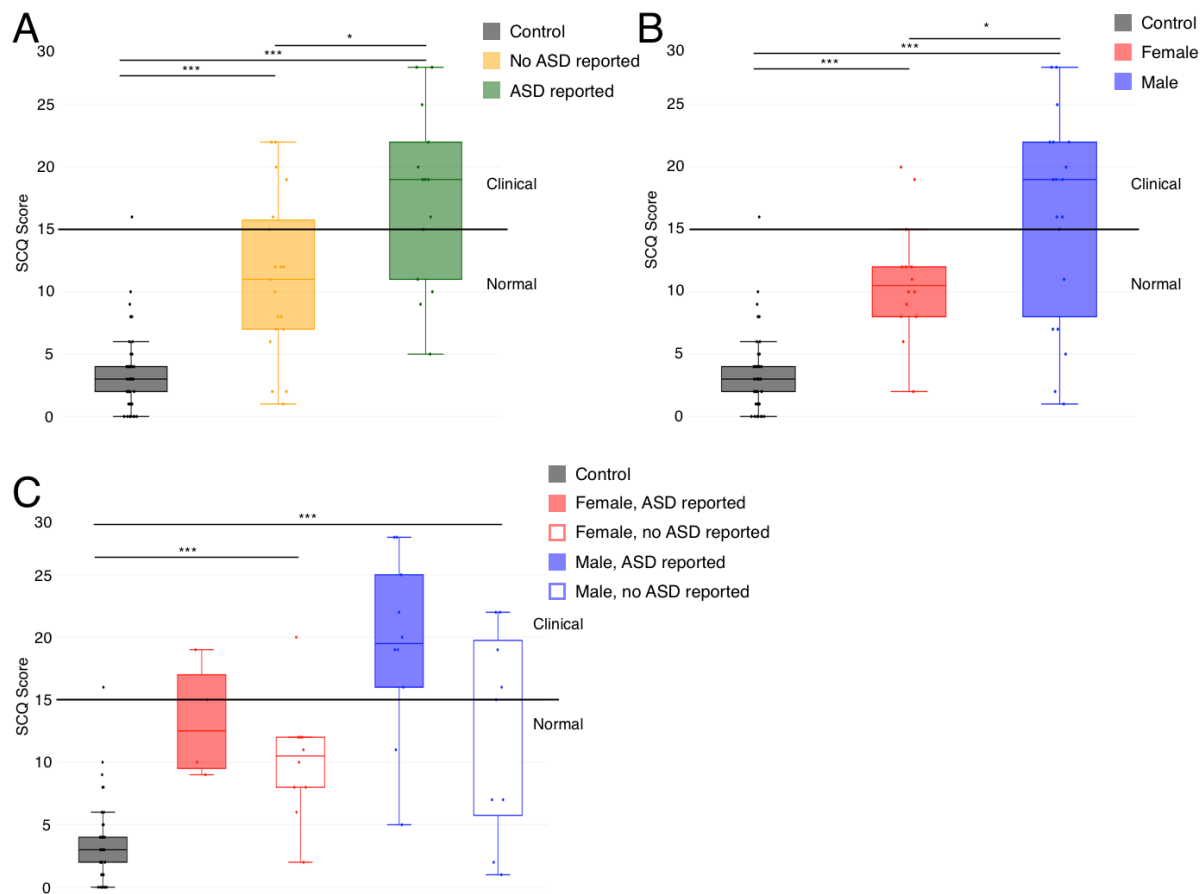 A
Control
No ASD reported
ASD reported
*
***
***
30
25
20
15
10
5
0
SCQ Score
Clinical
Normal
B
Control
Female
Male
*
***
***
30
25
20
15
10
5
0
SCQ Score
Clinical
Normal
C
Control
Female, ASD reported
Female, no ASD reported
Male, ASD reported
Male, no ASD reported
***
***
30
25
20
15
10
5
0
SCQ Score
Clinical
Normal